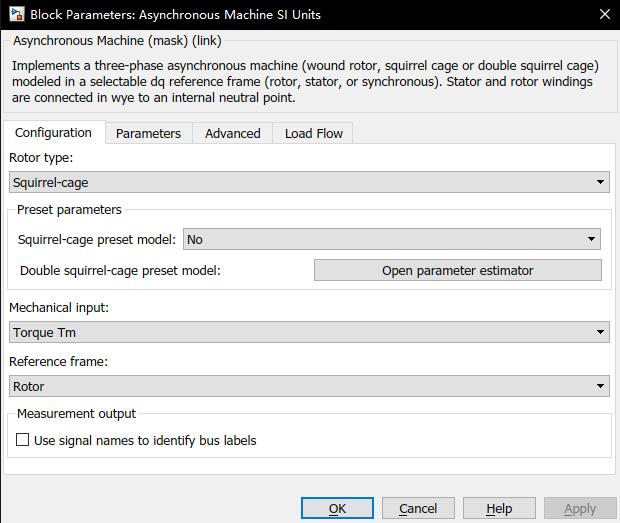 Block Parameters: Asynchronous Machine SI Units
Asynchronous Machine (mask) (link)
Implements a three-phase asynchronous machine (wound rotor, squirrel cage or double squirrel cage)
modeled in a selectable dq reference frame (rotor, stator, or synchronous). Stator and rotor windings
are connected in wye to an internal neutral point.
Configuration Parameters Advanced Load Flow
Rotor type:
Squirrel-cage
Preset parameters
Squirrel-cage preset model: No
Double squirrel-cage preset model: Open parameter estimator
Mechanical input:
Torque Tm
Reference frame:
Rotor
Measurement output
Use signal names to identify bus labels
OK Cancel Help Apply